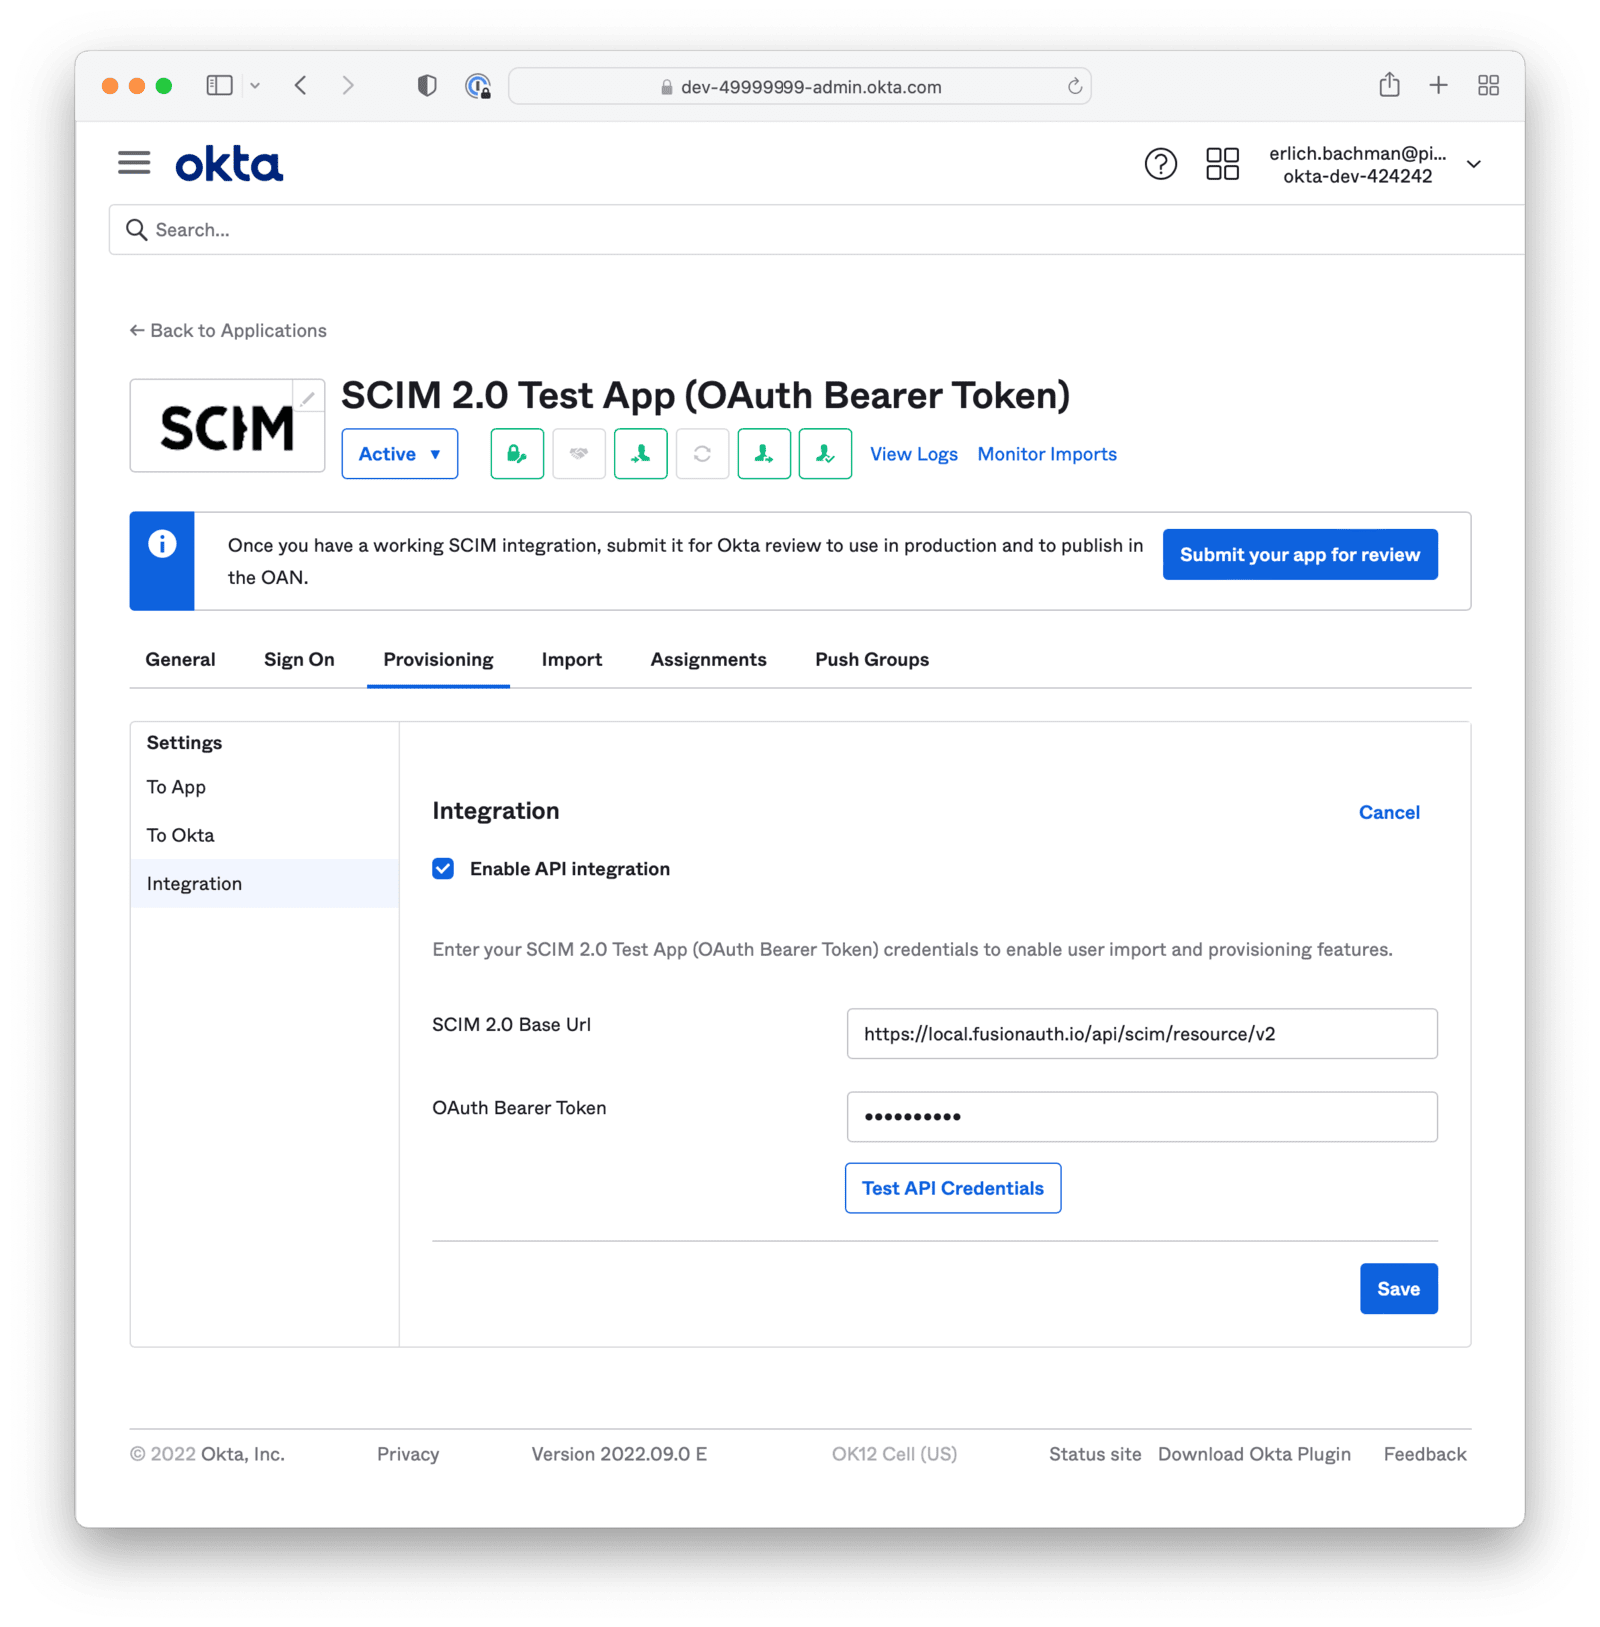 dev-49999999-admin.okta.com
okta
erlich.bachman@pi...
okta-dev-424242
Search...
← Back to Applications
SCIM
SCIM 2.0 Test App (OAuth Bearer Token)
Active ▼
View Logs
Monitor Imports
Once you have a working SCIM integration, submit it for Okta review to use in production and to publish in
the OAN.
Submit your app for review
General
Sign On
Provisioning
Import
Assignments
Push Groups
Settings
To App
To Okta
Integration
Integration
Cancel
Enable API integration
Enter your SCIM 2.0 Test App (OAuth Bearer Token) credentials to enable user import and provisioning features.
SCIM 2.0 Base Url
https://local.fusionauth.io/api/scim/resource/v2
OAuth Bearer Token
••••••••••
Test API Credentials
Save
© 2022 Okta, Inc.
Privacy
Version 2022.09.0 E
OK12 Cell (US)
Status site
Download Okta Plugin
Feedback